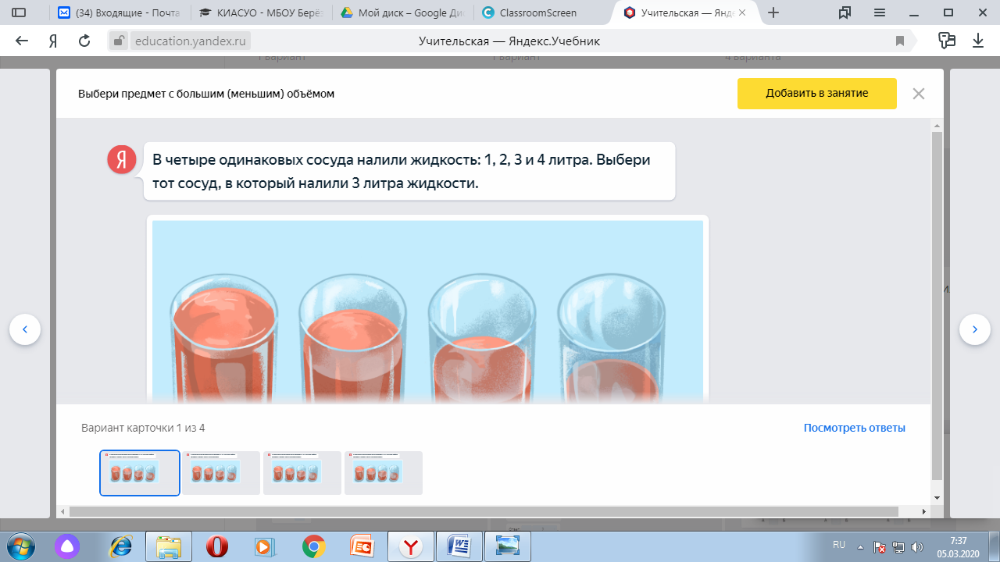 (34) Входящие - Почта
КИАСУО - МБОУ Берёз
Мой диск – Google Ди
ClassroomScreen
Учительская — Янде
Я
education.yandex.ru
Учительская — Яндекс.Учебник
1 вариант
1 вариант
4 варианта
Выбери предмет с большим (меньшим) объёмом
Добавить в занятие
Я
В четыре одинаковых сосуда налили жидкость: 1, 2, 3 и 4 литра. Выбери
тот сосуд, в который налили 3 литра жидкости.
Вариант карточки 1 из 4
Посмотреть ответы
RU
7:37
05.03.2020